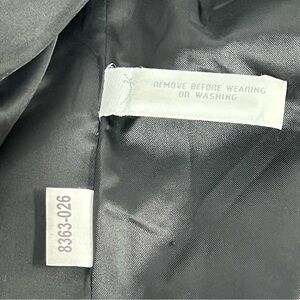 REMOVE BEFORE WEARING
OR WASHING
8363-026